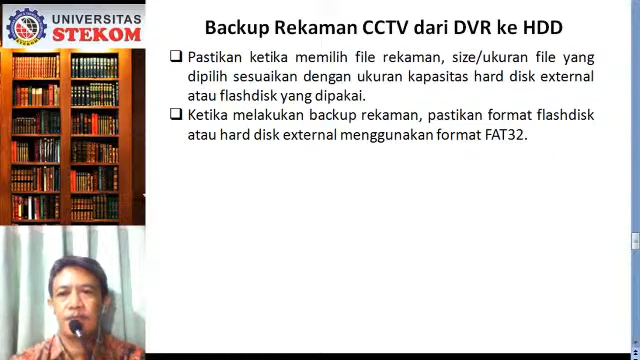 UNIVERSITAS
STEKOM
Backup Rekaman CCTV dari DVR ke HDD
❑ Pastikan ketika memilih file rekaman, size/ukuran file yang
dipilih sesuaikan dengan ukuran kapasitas hard disk external
atau flashdisk yang dipakai.
❑ Ketika melakukan backup rekaman, pastikan format flashdisk
atau hard disk external menggunakan format FAT32.